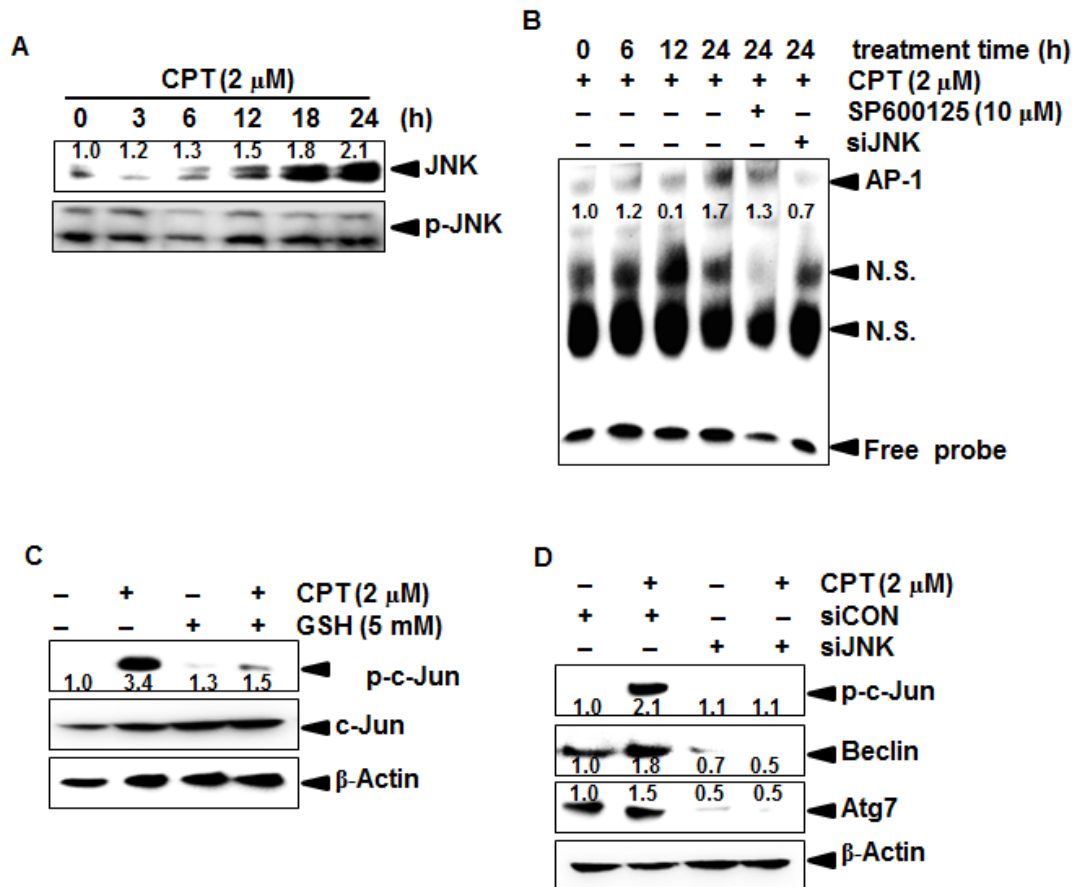 A
CPT (2 μM)
0 3 6 12 18 24 (h)
1.0 1.2 1.3 1.5 1.8 2.1
JNK
p-JNK
B
0 6 12 24 24 24 treatment time (h)
+ + + + + + CPT (2 μM)
– – – – + – SP600125 (10 μM)
– – – – – + siJNK
AP-1
1.0 1.2 0.1 1.7 1.3 0.7
N.S.
N.S.
Free probe
C
– + – + CPT (2 μM)
– – + + GSH (5 mM)
1.0 3.4 1.3 1.5
p-c-Jun
c-Jun
β-Actin
D
– + – + CPT (2 μM)
+ + – – siCON
– – + + siJNK
p-c-Jun
1.0 2.1 1.1 1.1
Beclin
1.0 1.8 0.7 0.5
1.0 1.5 0.5 0.5
Atg7
β-Actin